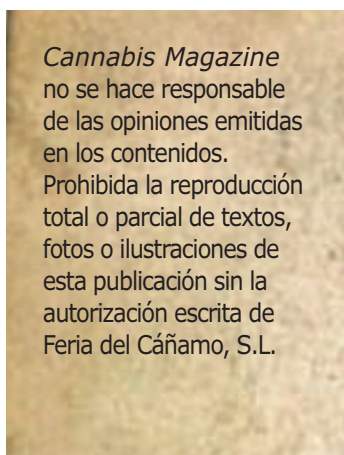 Cannabis Magazine
no se hace responsable
de las opiniones emitidas
en los contenidos.
Prohibida la reproducción
total o parcial de textos,
fotos o ilustraciones de
esta publicación sin la
autorización escrita de
Feria del Cáñamo, S.L.